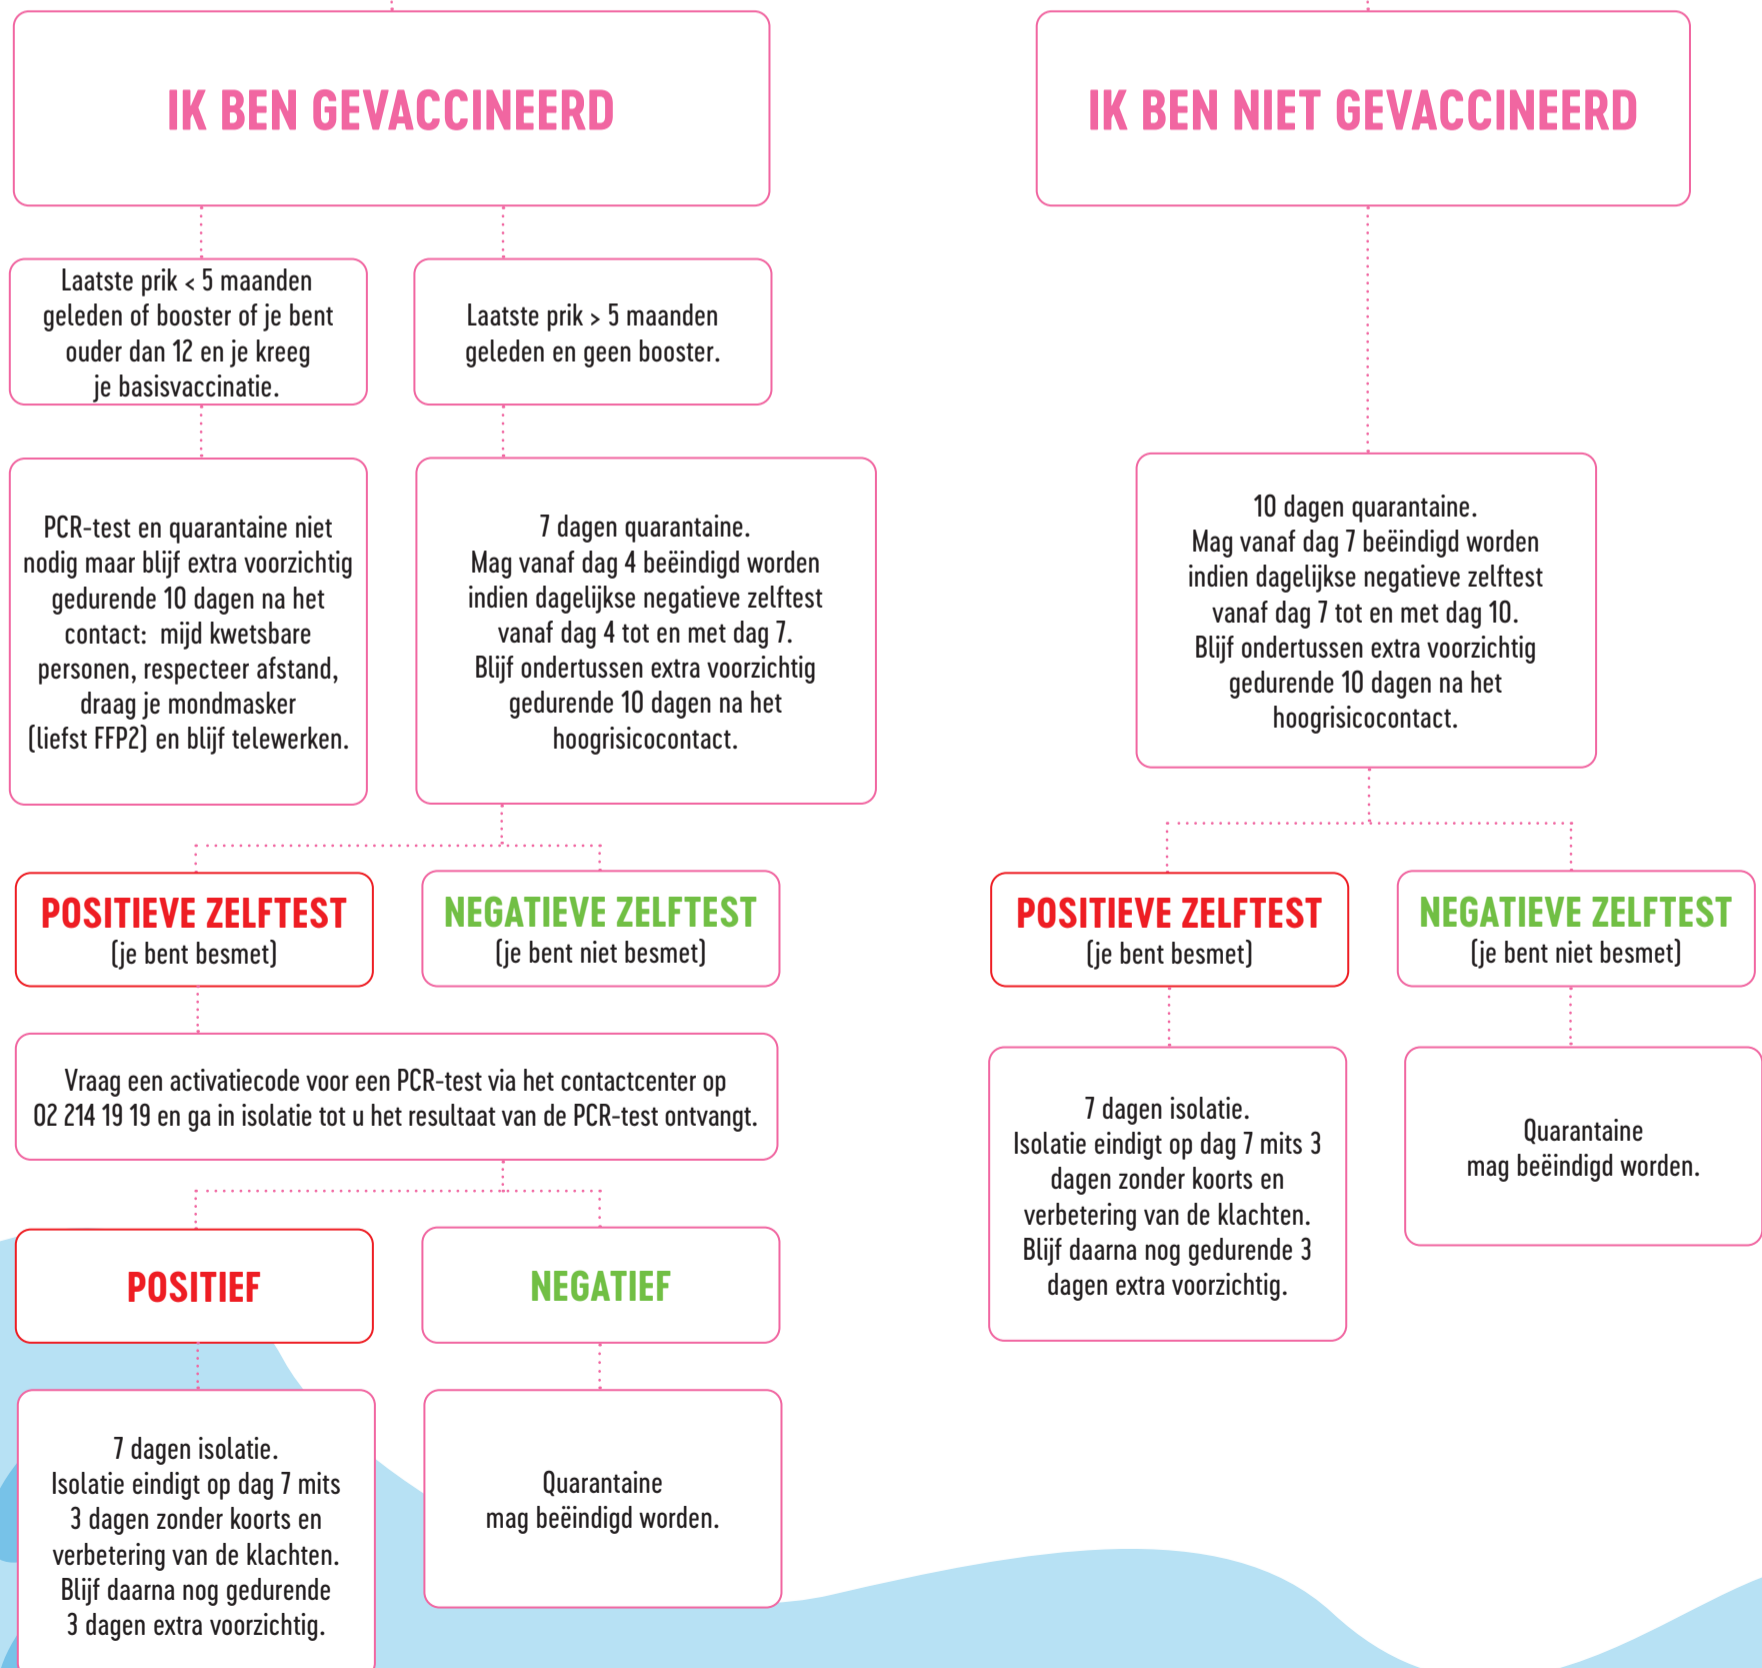 IK BEN GEVACCINEERD
Laatste prik < 5 maanden
geleden of booster of je bent
ouder dan 12 en je kreeg
je basisvaccinatie.
Laatste prik > 5 maanden
geleden en geen booster.
PCR-test en quarantaine niet
nodig maar blijf extra voorzichtig
gedurende 10 dagen na het
contact: mijd kwetsbare
personen, respecteer afstand,
draag je mondmasker
(liefst FFP2) en blijf telewerken.
7 dagen quarantaine.
Mag vanaf dag 4 beëindigd worden
indien dagelijkse negatieve zelftest
vanaf dag 4 tot en met dag 7.
Blijf ondertussen extra voorzichtig
gedurende 10 dagen na het
hoogrisicocontact.
POSITIEVE ZELFTEST
(je bent besmet)
NEGATIEVE ZELFTEST
(je bent niet besmet)
Vraag een activatiecode voor een PCR-test via het contactcenter op
02 214 19 19 en ga in isolatie tot u het resultaat van de PCR-test ontvangt.
POSITIEF
NEGATIEF
7 dagen isolatie.
Isolatie eindigt op dag 7 mits
3 dagen zonder koorts en
verbetering van de klachten.
Blijf daarna nog gedurende
3 dagen extra voorzichtig.
Quarantaine
mag beëindigd worden.
IK BEN NIET GEVACCINEERD
10 dagen quarantaine.
Mag vanaf dag 7 beëindigd worden
indien dagelijkse negatieve zelftest
vanaf dag 7 tot en met dag 10.
Blijf ondertussen extra voorzichtig
gedurende 10 dagen na het
hoogrisicocontact.
POSITIEVE ZELFTEST
(je bent besmet)
NEGATIEVE ZELFTEST
(je bent niet besmet)
7 dagen isolatie.
Isolatie eindigt op dag 7 mits 3
dagen zonder koorts en
verbetering van de klachten.
Blijf daarna nog gedurende 3
dagen extra voorzichtig.
Quarantaine
mag beëindigd worden.